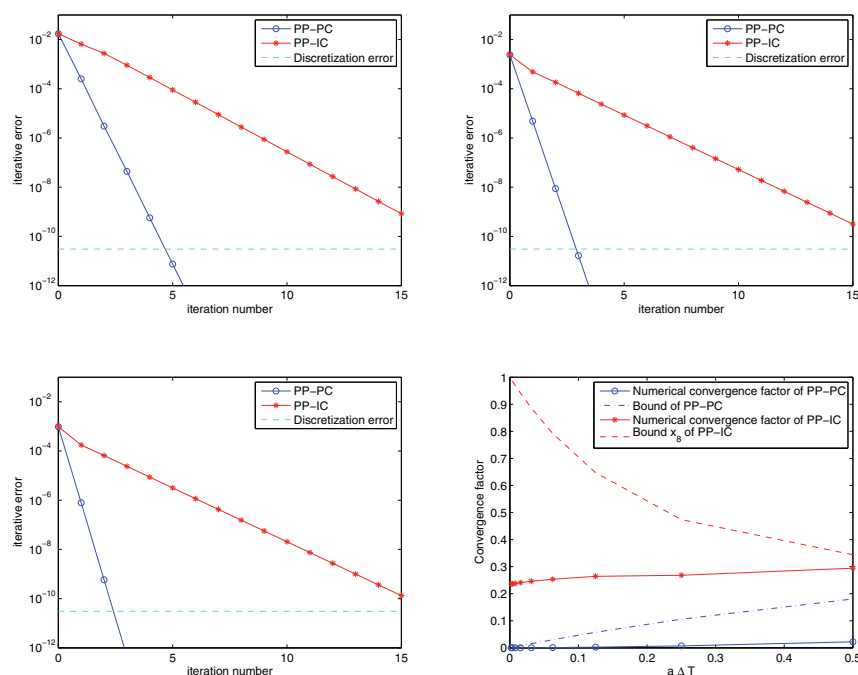 10^-2
10^-4
10^-6
10^-8
10^-10
10^-12
iterative error
0
5
10
15
iteration number
PP-PC
PP-IC
Discretization error
10^-2
10^-4
10^-6
10^-8
10^-10
10^-12
iterative error
0
5
10
15
iteration number
PP-PC
PP-IC
Discretization error
10^-2
10^-4
10^-6
10^-8
10^-10
10^-12
iterative error
0
5
10
15
iteration number
PP-PC
PP-IC
Discretization error
1
0.9
0.8
0.7
0.6
0.5
0.4
0.3
0.2
0.1
0
Convergence factor
0
0.1
0.2
0.3
0.4
0.5
a Δ T
Numerical convergence factor of PP-PC
Bound of PP-PC
Numerical convergence factor of PP-IC
Bound x_8 of PP-IC